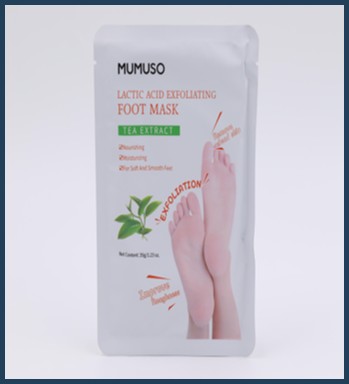 MUMUSO
LACTIC ACID EXFOLIATING
FOOT MASK
TEA EXTRACT
Nourishing
Moisturizing
For Soft And Smooth Feet
EXFOLIATION
Improve
Roughness